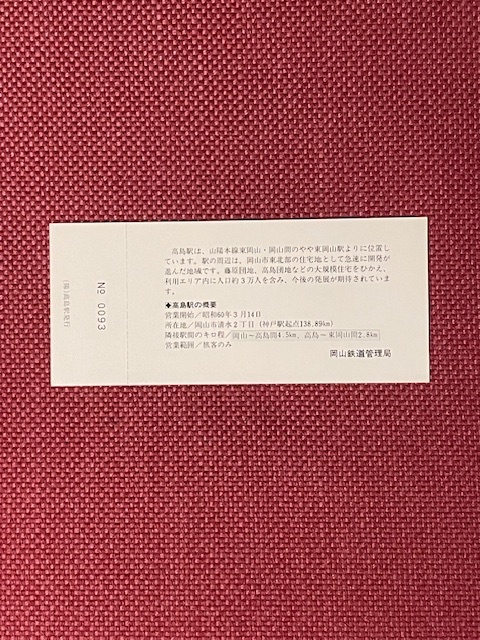 高島駅は、山陽本線東岡山・岡山間のやや東岡山駅よりに位置し
ています。駅の周辺は、岡山市東北部の住宅地として急速に開発が
進んだ地域です。藤原団地、高島団地などの大規模住宅をひかえ、
利用エリア内に人口約3万人を含み、今後の発展が期待されていま
す。
◆高島駅の概要
営業開始/昭和60年3月14日
所在地/岡山市清水2丁目(神戸駅起点138.89km)
隣接駅間のキロ程/岡山~高島間4.5km、高島~東岡山間2.8km
営業範囲/旅客のみ
岡山鉄道管理局
No 0093
(陽)高島駅発行